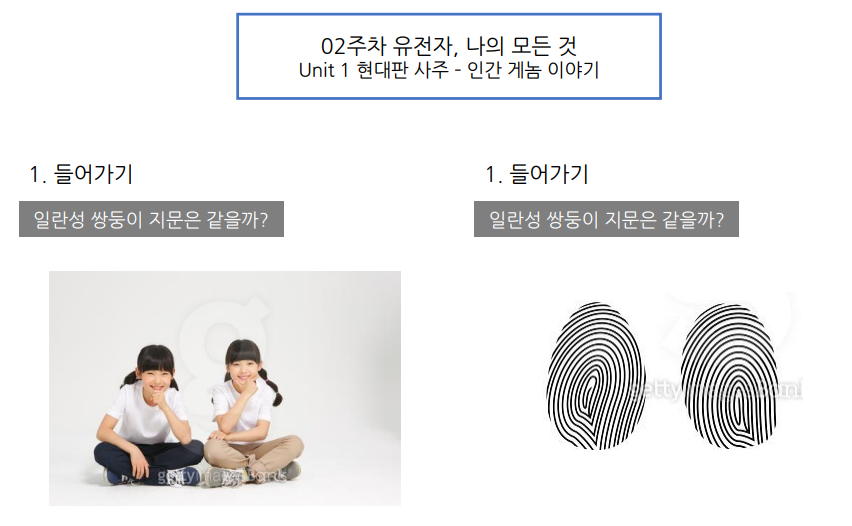 02주차 유전자, 나의 모든 것
Unit 1 현대판 사주 - 인간 게놈 이야기
1. 들어가기
일란성 쌍둥이 지문은 같을까?
1. 들어가기
일란성 쌍둥이 지문은 같을까?